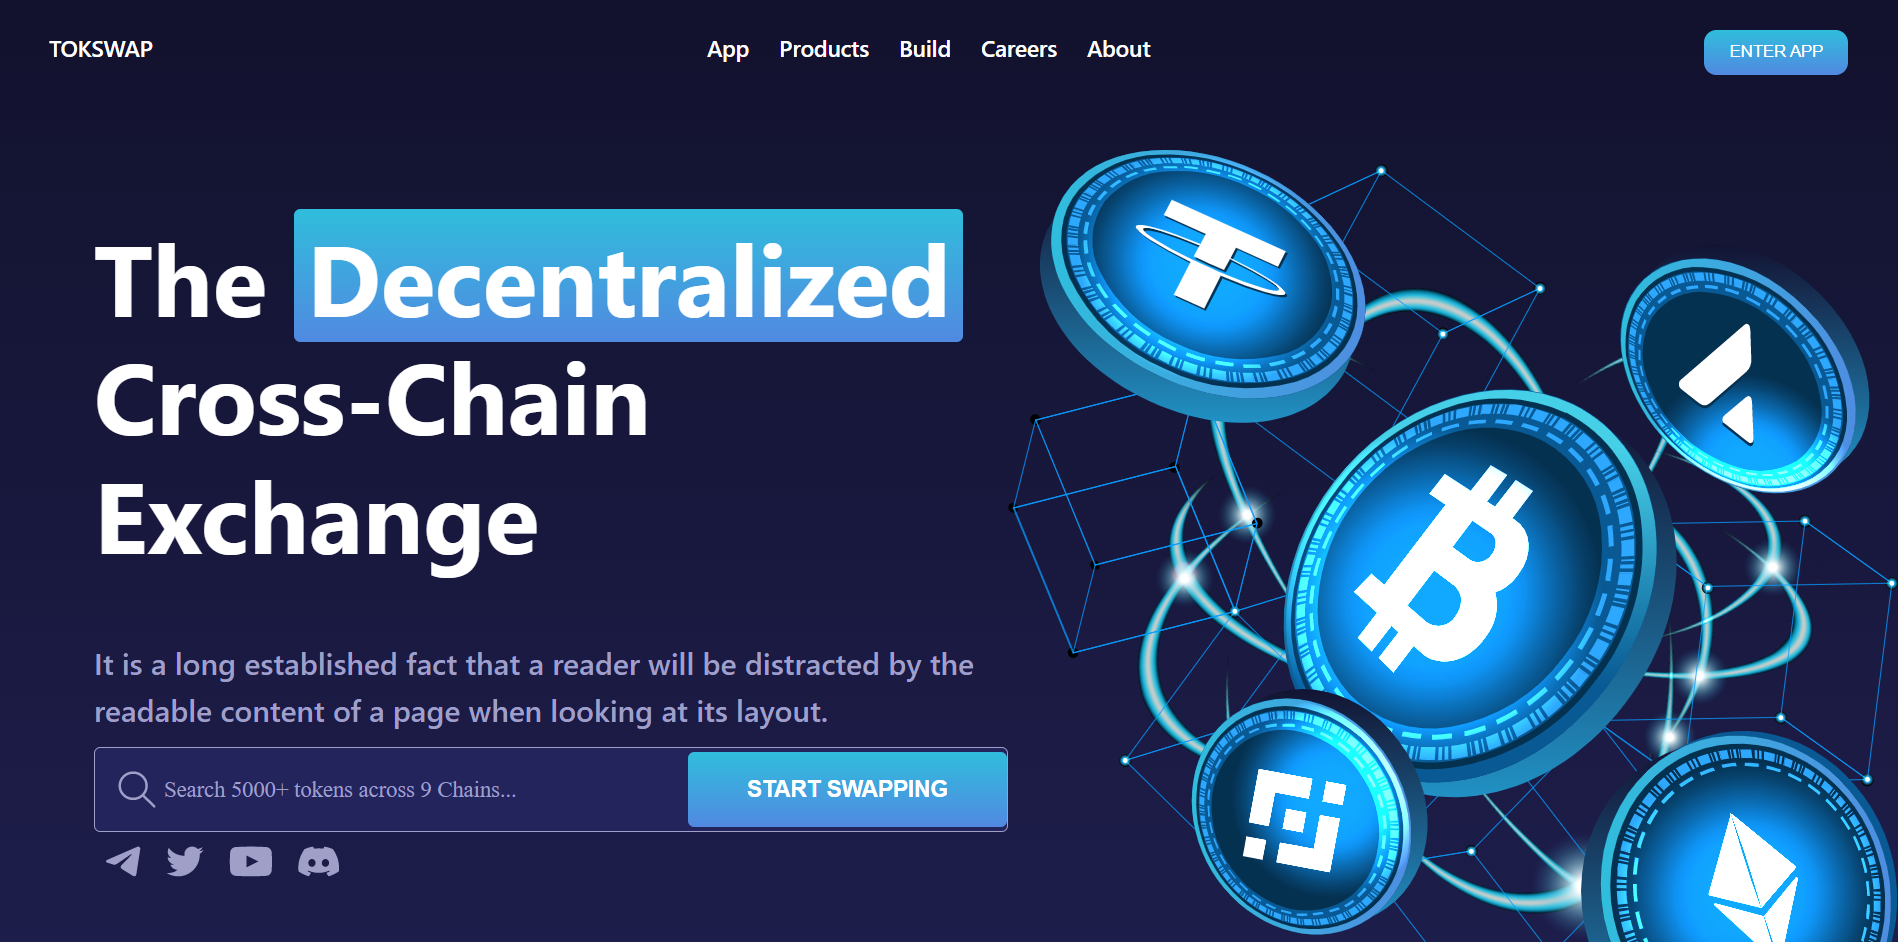 TOKSWAP
App Products Build Careers About
ENTER APP
The Decentralized
Cross-Chain
Exchange
It is a long established fact that a reader will be distracted by the
readable content of a page when looking at its layout.
Search 5000+ tokens across 9 Chains...
START SWAPPING